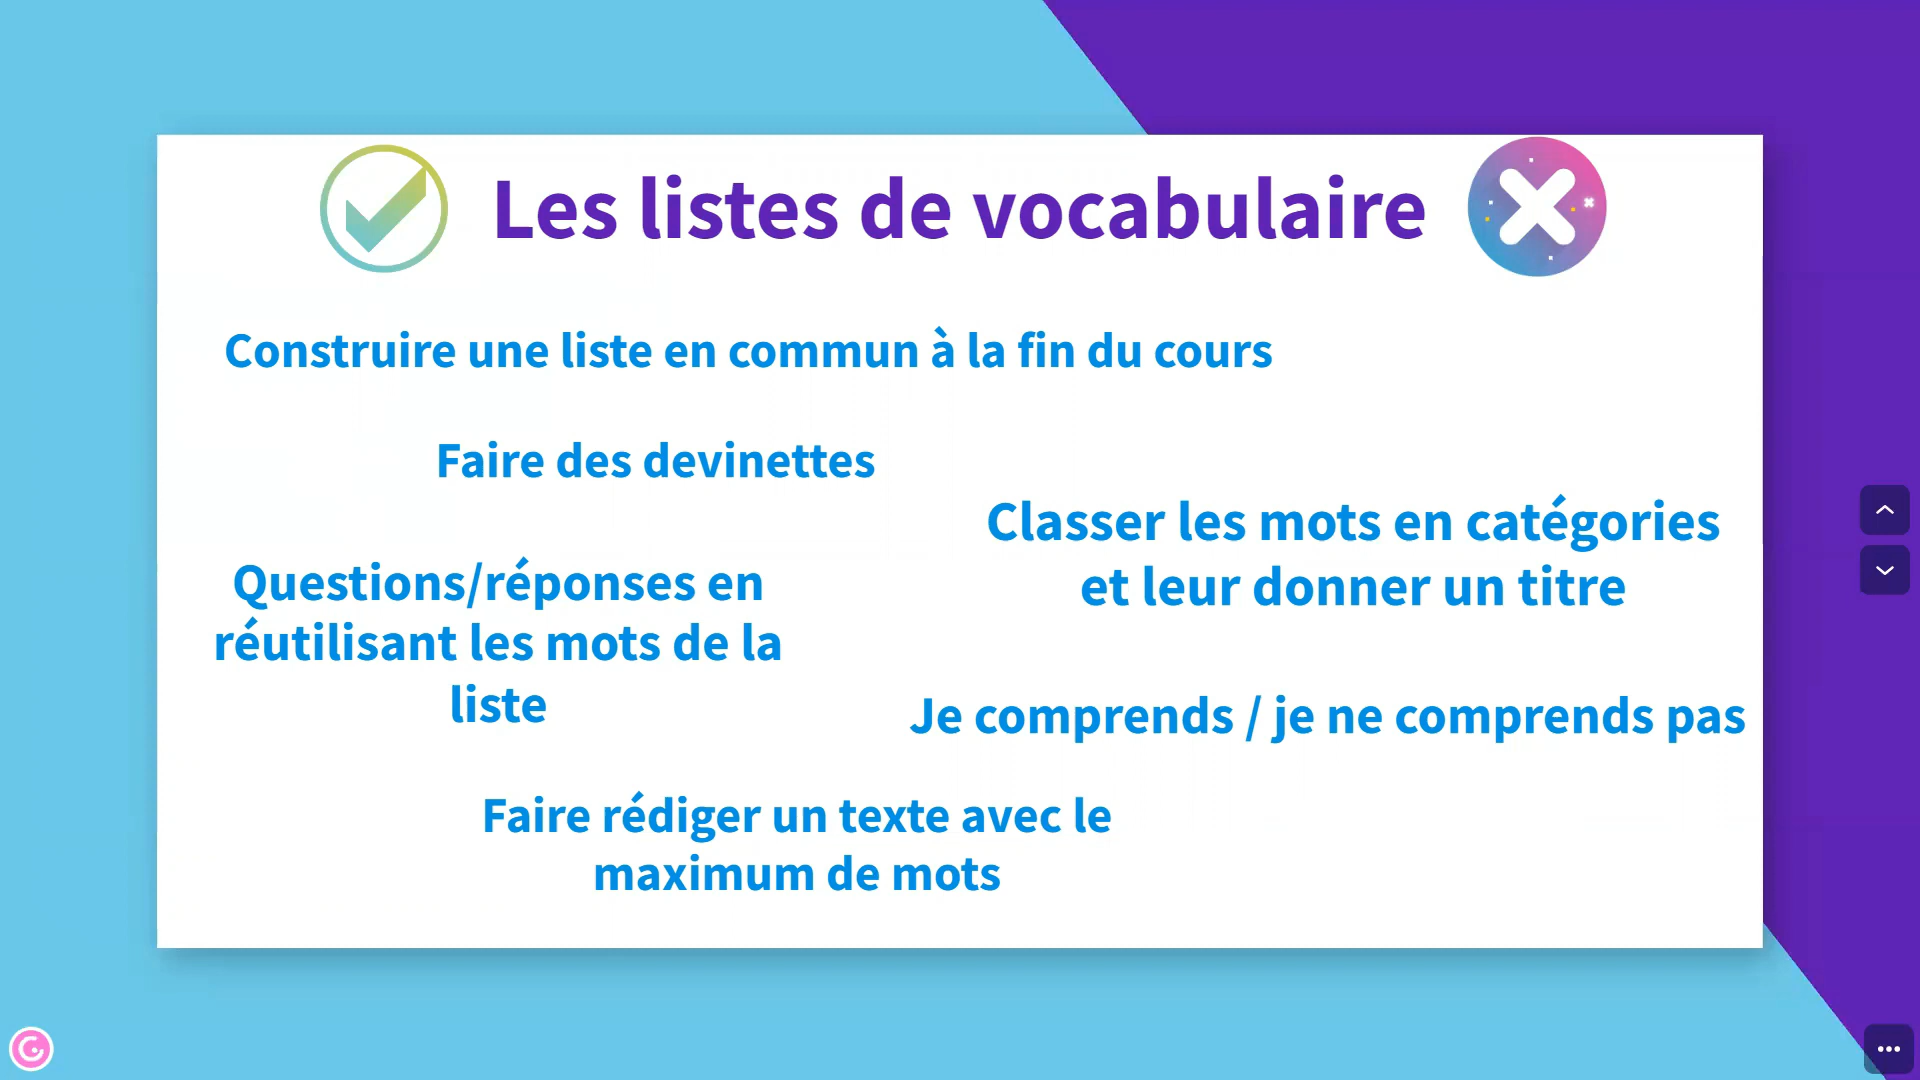 Les listes de vocabulaire
Construire une liste en commun à la fin du cours
Faire des devinettes
Classer les mots en catégories
et leur donner un titre
Questions/réponses en
réutilisant les mots de la
liste
Je comprends / je ne comprends pas
Faire rédiger un texte avec le
maximum de mots